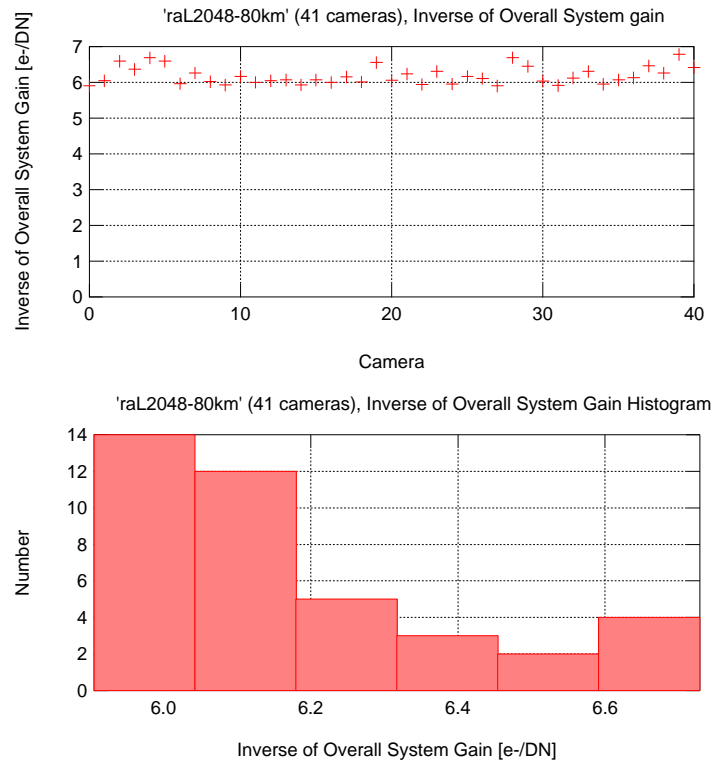 'raL2048-80km' (41 cameras), Inverse of Overall System gain
Inverse of Overall System Gain [e-/DN]
7
6
5
4
3
2
1
0
0 10 20 30 40
Camera
'raL2048-80km' (41 cameras), Inverse of Overall System Gain Histogram
Number
14
12
10
8
6
4
2
0
6.0 6.2 6.4 6.6
Inverse of Overall System Gain [e-/DN]